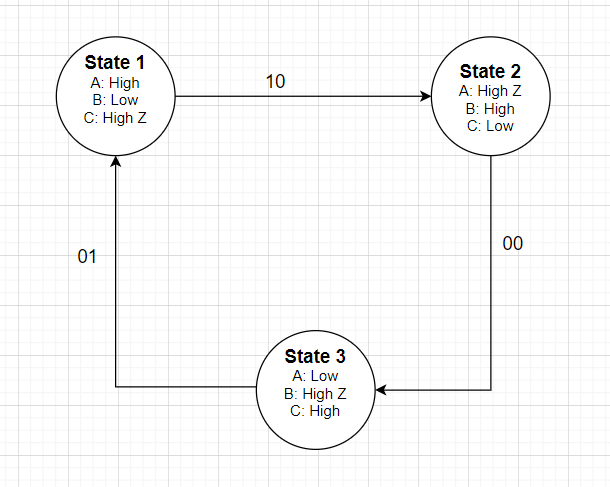 State 1
A: High
B: Low
C: High Z
10
State 2
A: High Z
B: High
C: Low
01
00
State 3
A: Low
B: High Z
C: High